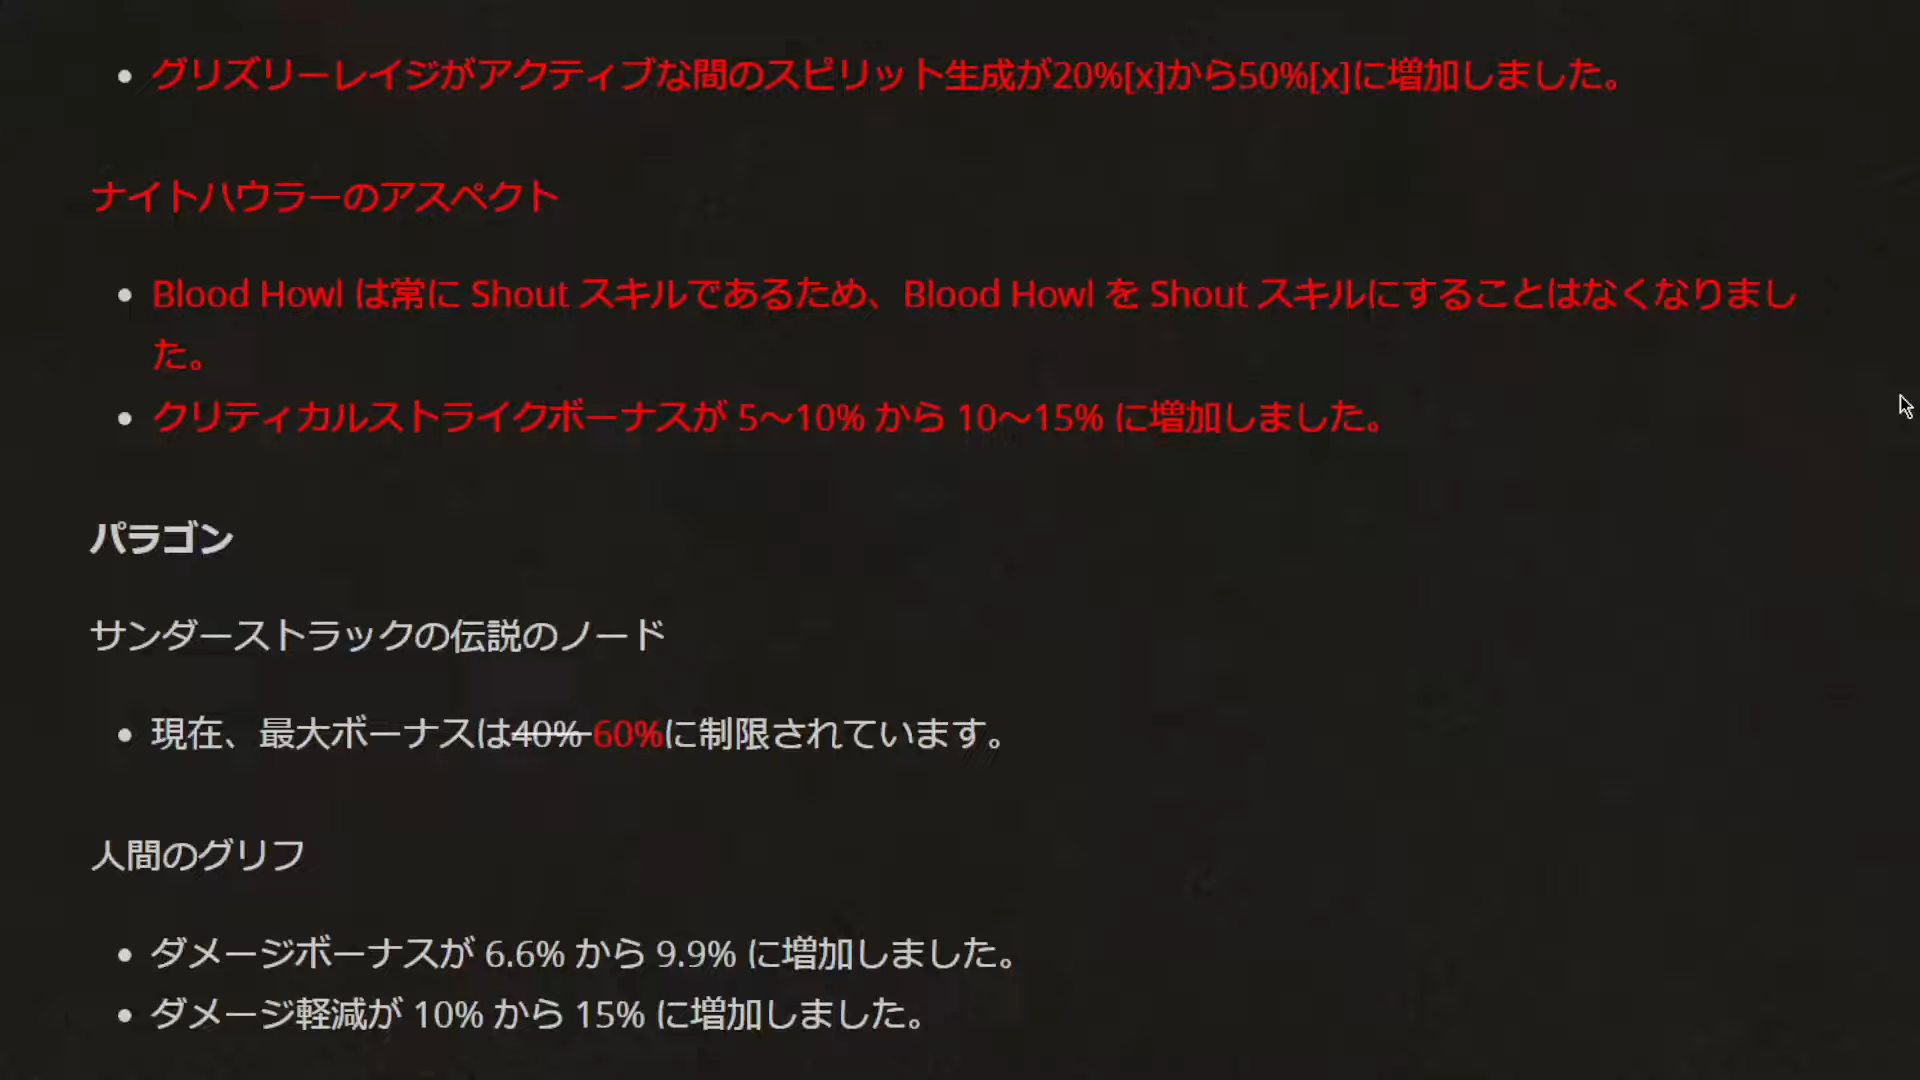 • グリズリーレイジがアクティブな間のスピリット生成が20%[x]から50%[x]に増加しました。
ナイトハウラーのアスペクト
• Blood Howl は常に Shout スキルであるため、Blood Howl を Shout スキルにすることはなくなりまし
た。
• クリティカルストライクボーナスが 5～10% から 10～15% に増加しました。
パラゴン
サンダーストラックの伝説のノード
• 現在、最大ボーナスは40% 60%に制限されています。
人間のグリフ
• ダメージボーナスが 6.6% から 9.9% に増加しました。
• ダメージ軽減が 10% から 15% に増加しました。